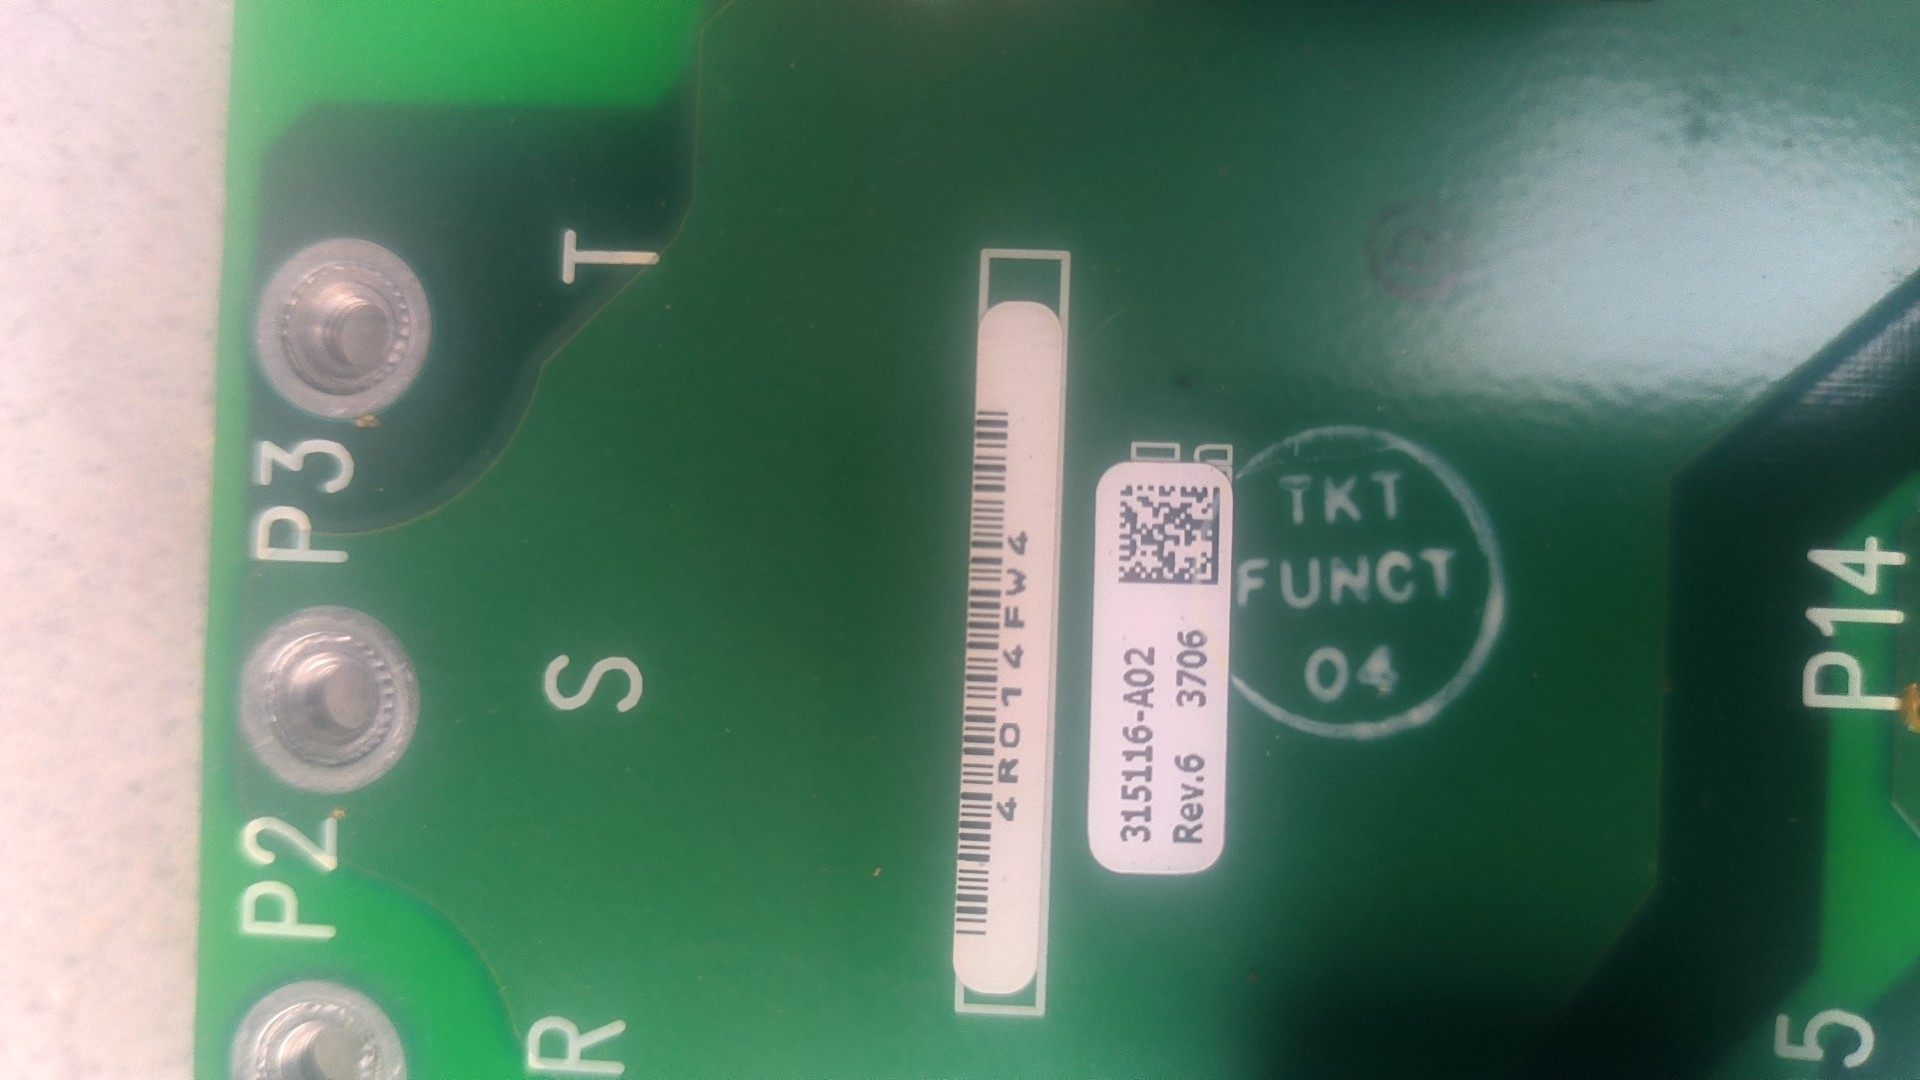 T
P3
S
P2
R
4R014FW4
315116-A02
Rev.6 3706
TKT
FUNCT
04
P14
5
©